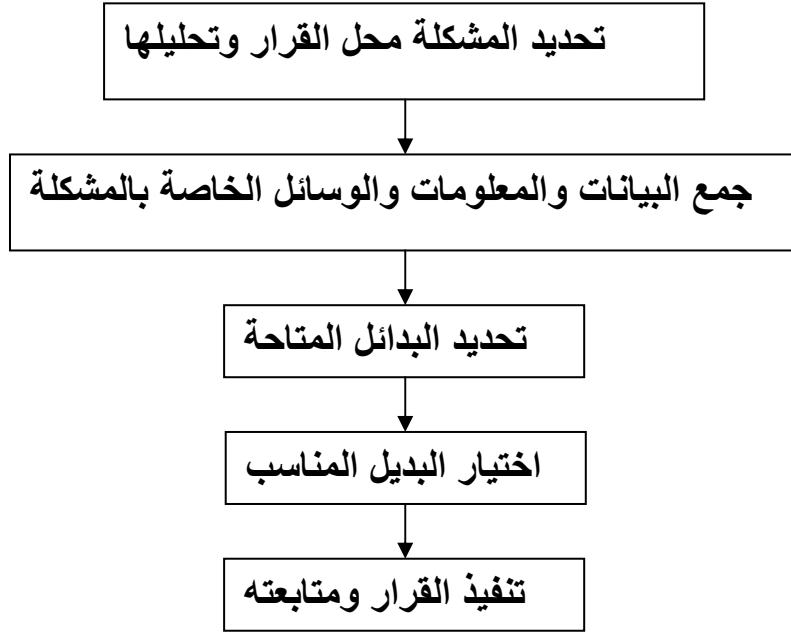 تحديد المشكلة محل القرار وتحليلها
جمع البيانات والمعلومات والوسائل الخاصة بالمشكلة
تحديد البدائل المتاحة
اختيار البديل المناسب
تنفيذ القرار ومتابعته